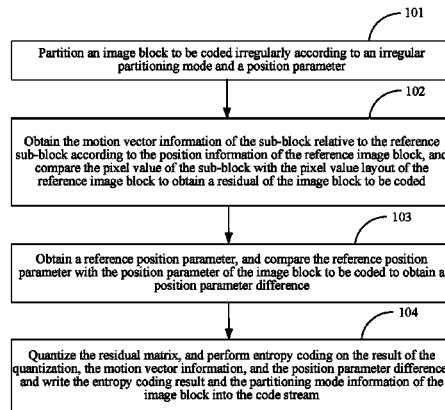 101
Partition an image block to be coded irregularly according to an irregular
partitioning mode and a position parameter
102
Obtain the motion vector information of the sub-block relative to the reference
sub-block according to the position information of the reference image block, and
compare the pixel value of the sub-block with the pixel value layout of the
reference image block to obtain a residual of the image block to be coded
103
Obtain a reference position parameter, and compare the reference position
parameter with the position parameter of the image block to be coded to obtain a
position parameter difference
104
Quantize the residual matrix, and perform entropy coding on the result of the
quantization, the motion vector information, and the position parameter difference
and write the entropy coding result and the partitioning mode information of the
image block into the code stream